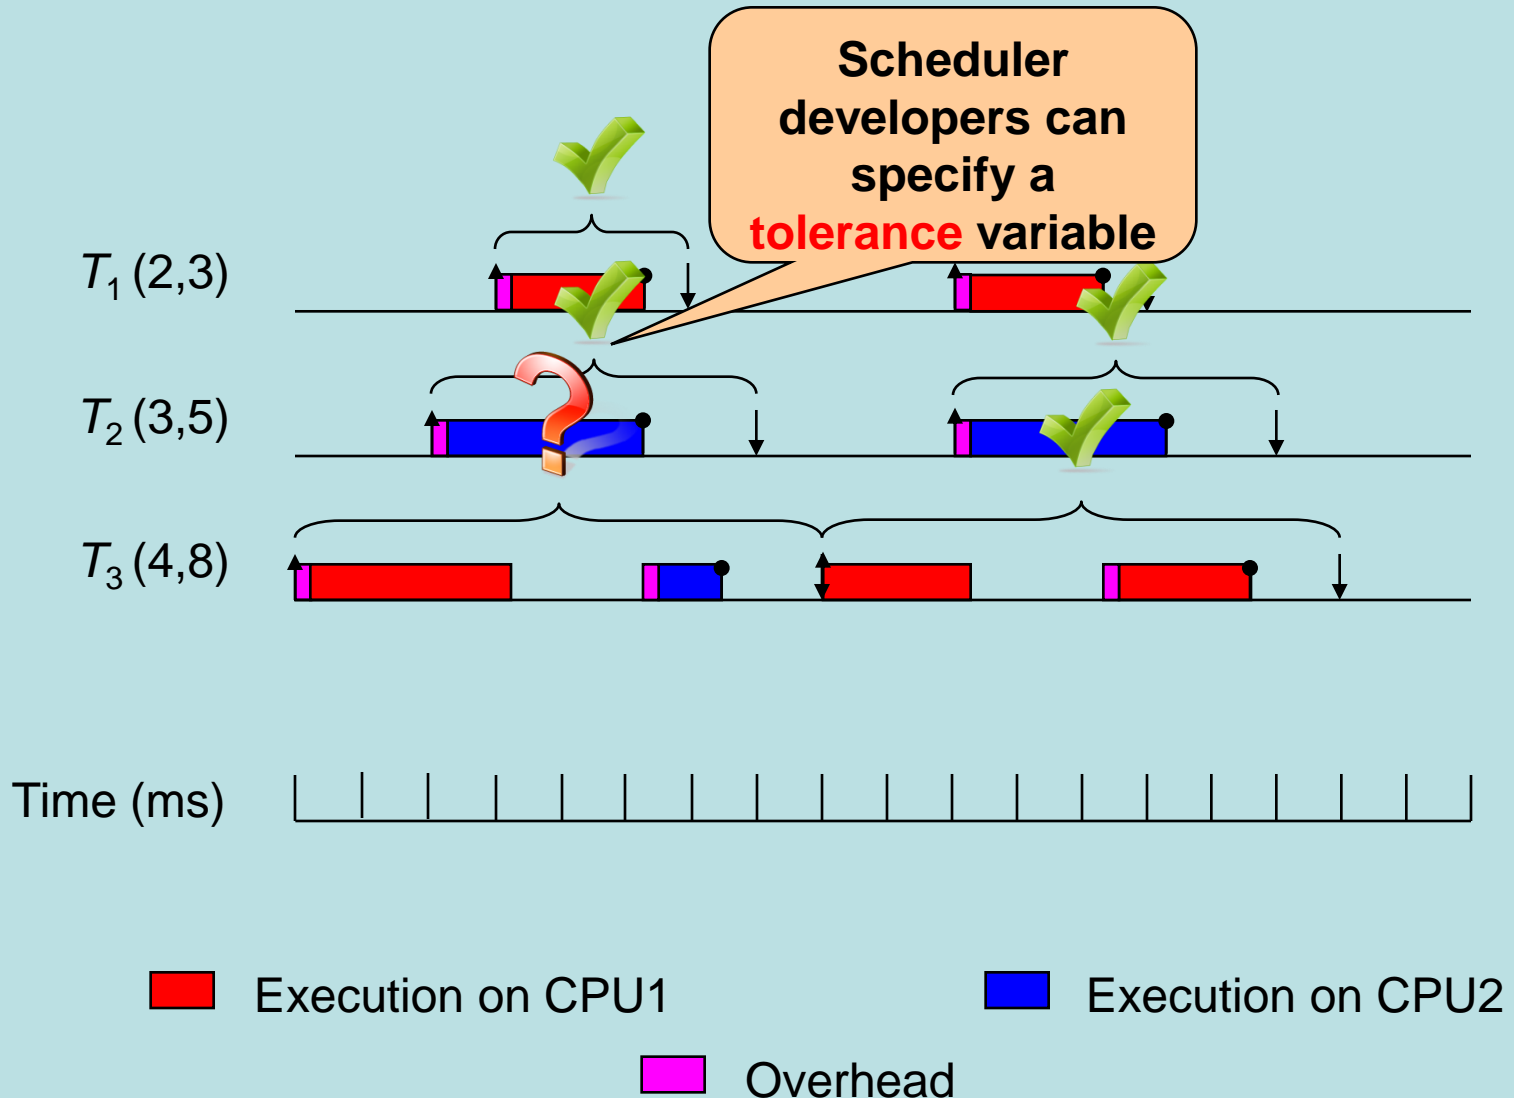 Scheduler
developers can
specify a
tolerance variable
T1 (2,3)
T2 (3,5)
T3 (4,8)
Time (ms)
Execution on CPU1
Execution on CPU2
Overhead